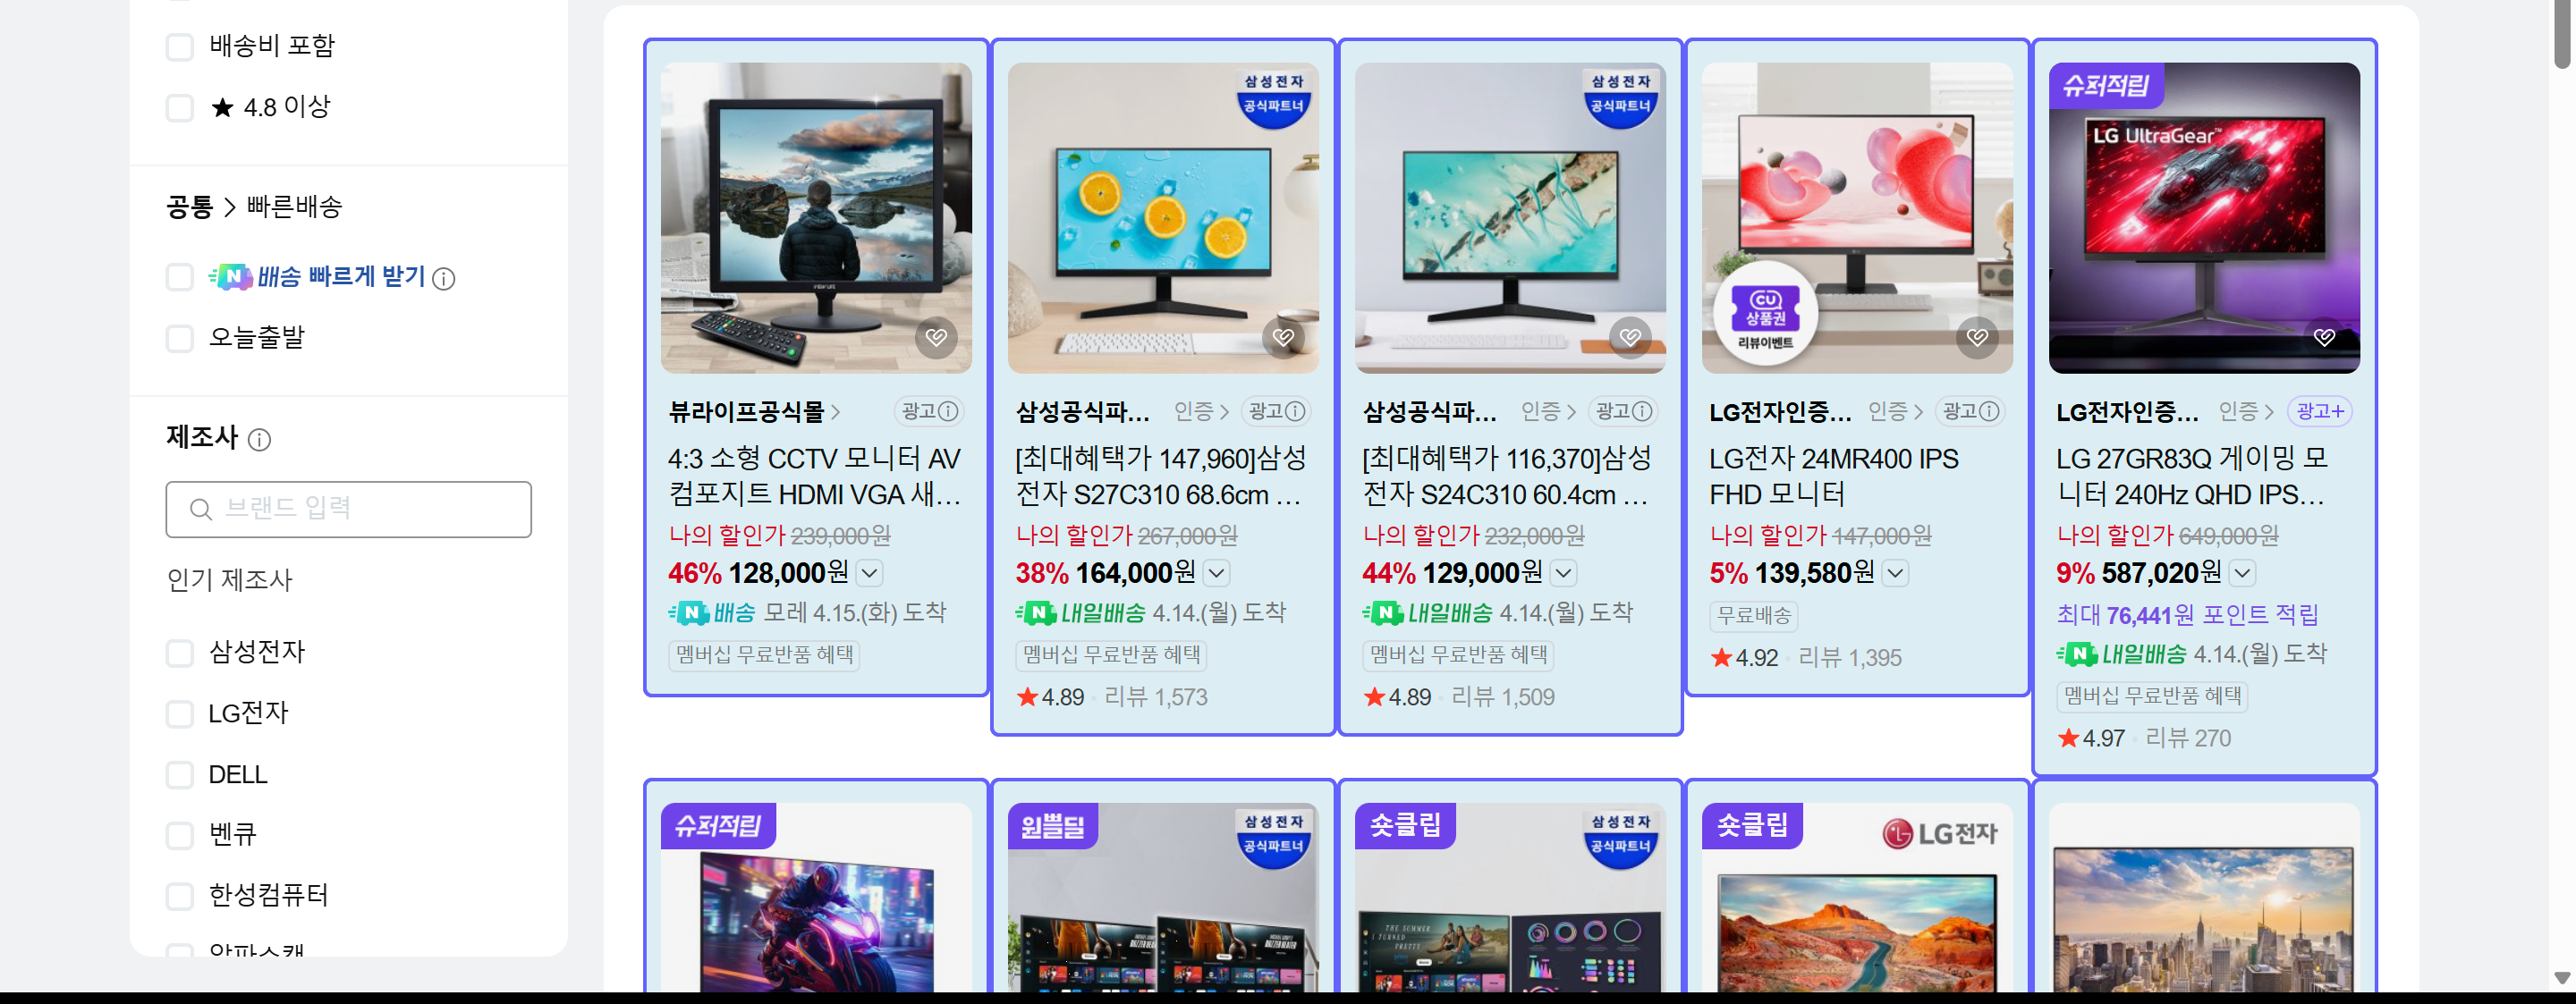 배송비 포함
★ 4.8 이상
공통 > 빠른배송
N배송 빠르게 받기
오늘출발
제조사
브랜드 입력
인기 제조사
삼성전자
LG전자
DELL
벤큐
한성컴퓨터
알파스캔
VIEWLIFE
뷰라이프공식몰 >
광고
4:3 소형 CCTV 모니터 AV
컴포지트 HDMI VGA 새...
나의 할인가 239,000원
46% 128,000원
N배송 모레 4.15.(화) 도착
멤버십 무료반품 혜택
삼성전자
공식파트너
삼성공식파... 인증 >
광고
[최대혜택가 147,960]삼성
전자 S27C310 68.6cm ...
나의 할인가 267,000원
38% 164,000원
N내일배송 4.14.(월) 도착
멤버십 무료반품 혜택
★4.89 · 리뷰 1,573
삼성전자
공식파트너
삼성공식파... 인증 >
광고
[최대혜택가 116,370]삼성
전자 S24C310 60.4cm ...
나의 할인가 232,000원
44% 129,000원
N내일배송 4.14.(월) 도착
멤버십 무료반품 혜택
★4.89 · 리뷰 1,509
CU
상품권
리뷰이벤트
LG전자인증... 인증 >
광고
LG전자 24MR400 IPS
FHD 모니터
나의 할인가 147,000원
5% 139,580원
무료배송
★4.92 · 리뷰 1,395
슈퍼적립
LG UltraGear™
LG전자인증... 인증 >
광고+
LG 27GR83Q 게이밍 모
니터 240Hz QHD IPS...
나의 할인가 649,000원
9% 587,020원
최대 76,441원 포인트 적립
N내일배송 4.14.(월) 도착
멤버십 무료반품 혜택
★4.97 · 리뷰 270
슈퍼적립
원쁠딜
삼성전자
공식파트너
숏클립
삼성전자
공식파트너
THE SUMMER
I TURNED
PRETTY
숏클립
LG전자